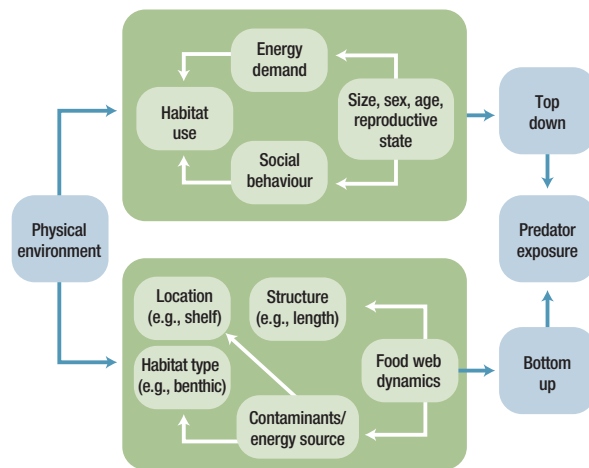 Energy
demand
Size, sex, age,
reproductive
state
Habitat
use
Social
behaviour
Top
down
Physical
environment
Predator
exposure
Location
(e.g., shelf)
Structure
(e.g., length)
Habitat type
(e.g., benthic)
Food web
dynamics
Contaminants/
energy source
Bottom
up